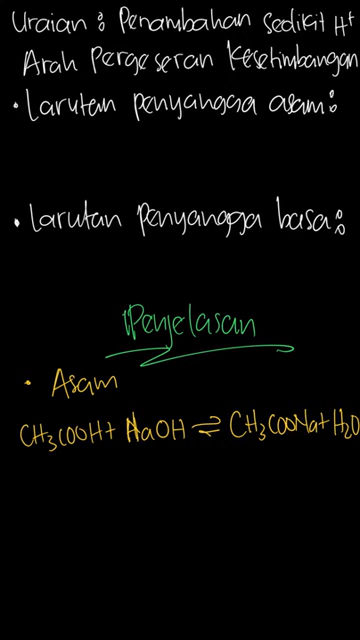 Uraian : Penambahan sedikit H⁺
Arah Pergeseran Kesetimbangan
• Larutan penyangga asam :
• Larutan penyangga basa :
Penjelasan
• Asam
CH₃COOH + NaOH ⇌ CH₃COONa + H₂O